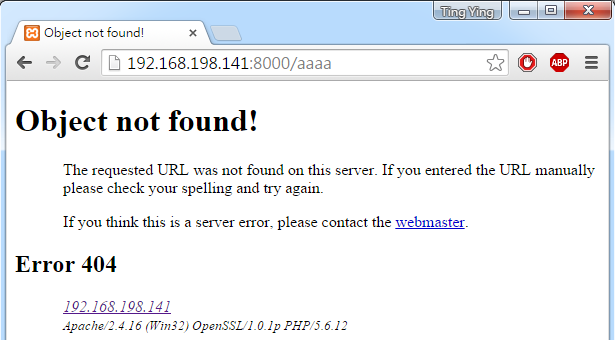 Ting Ying
Object not found!
192.168.198.141:8000/aaaa
ABP
Object not found!
The requested URL was not found on this server. If you entered the URL manually
please check your spelling and try again.
If you think this is a server error, please contact the webmaster.
Error 404
192.168.198.141
Apache/2.4.16 (Win32) OpenSSL/1.0.1p PHP/5.6.12